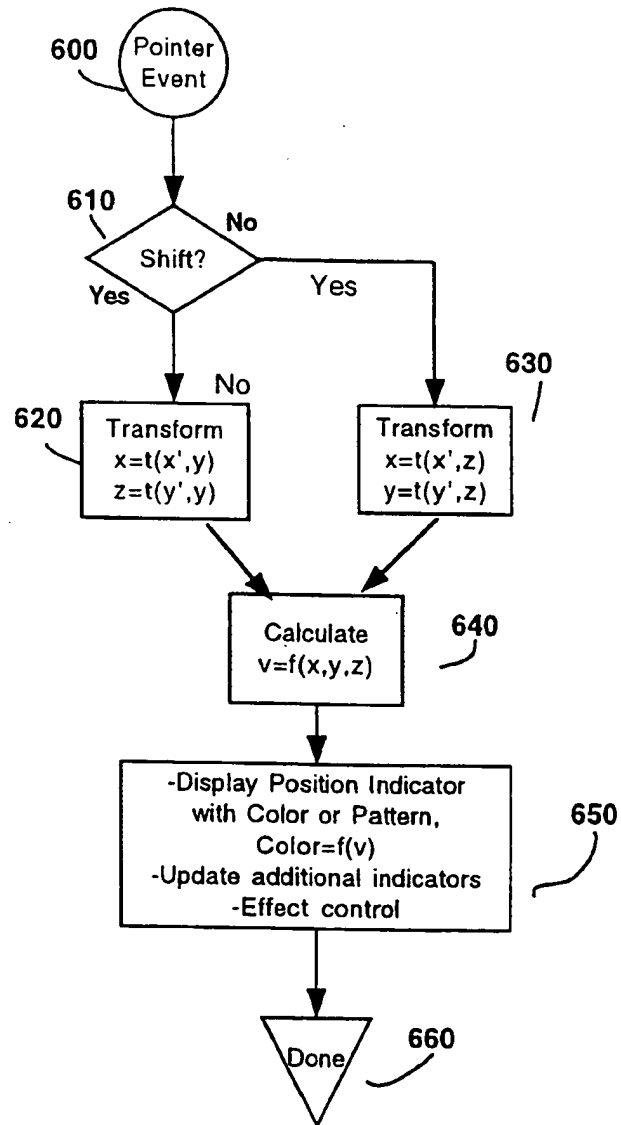 600
Pointer
Event
610
No
Shift?
Yes
Yes
No
620
Transform
x=t(x',y)
z=t(y',y)
630
Transform
x=t(x',z)
y=t(y',z)
Calculate
v=f(x,y,z)
640
-Display Position Indicator
with Color or Pattern,
Color=f(v)
-Update additional indicators
-Effect control
650
Done
660